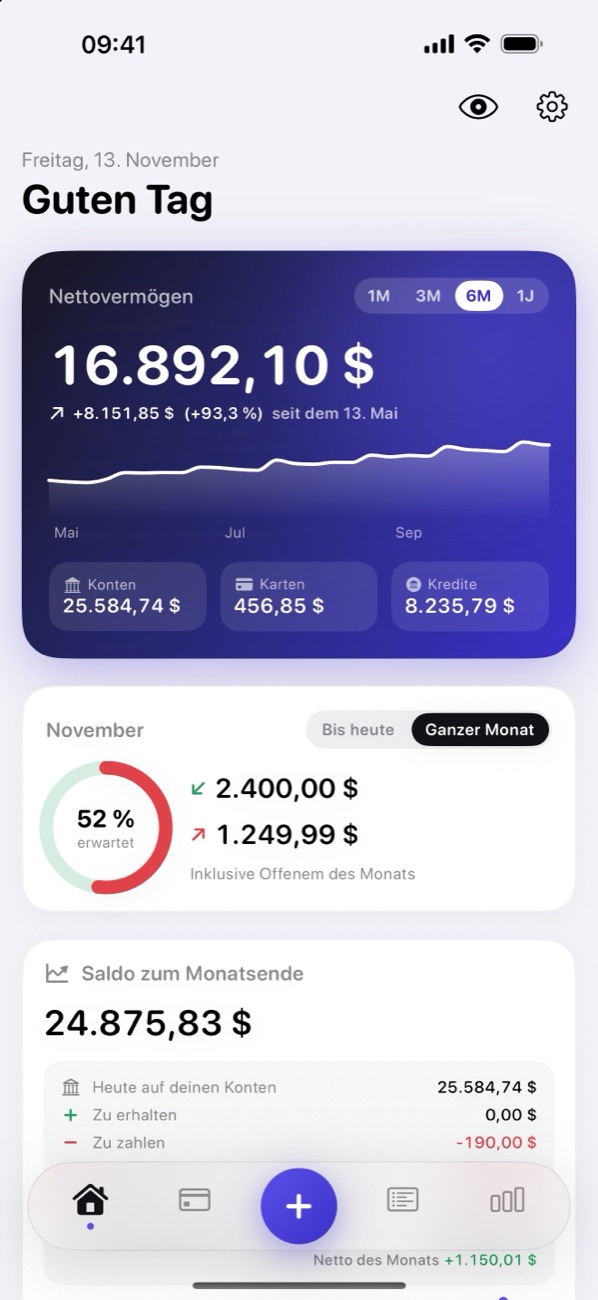 09:41
Freitag, 13. November
Guten Tag
Nettovermögen
1M 3M 6M 1J
16.892,10 $
+8.151,85 $ (+93,3 %) seit dem 13. Mai
Mai Jul Sep
Konten Karten Kredite
25.584,74 $ 456,85 $ 8.235,79 $
November
Bis heute Ganzer Monat
52 %
erwartet
2.400,00 $
1.249,99 $
Inklusive Offenem des Monats
Saldo zum Monatsende
24.875,83 $
Heute auf deinen Konten 25.584,74 $
+ Zu erhalten 0,00 $
− Zu zahlen -190,00 $
Netto des Monats +1.150,01 $